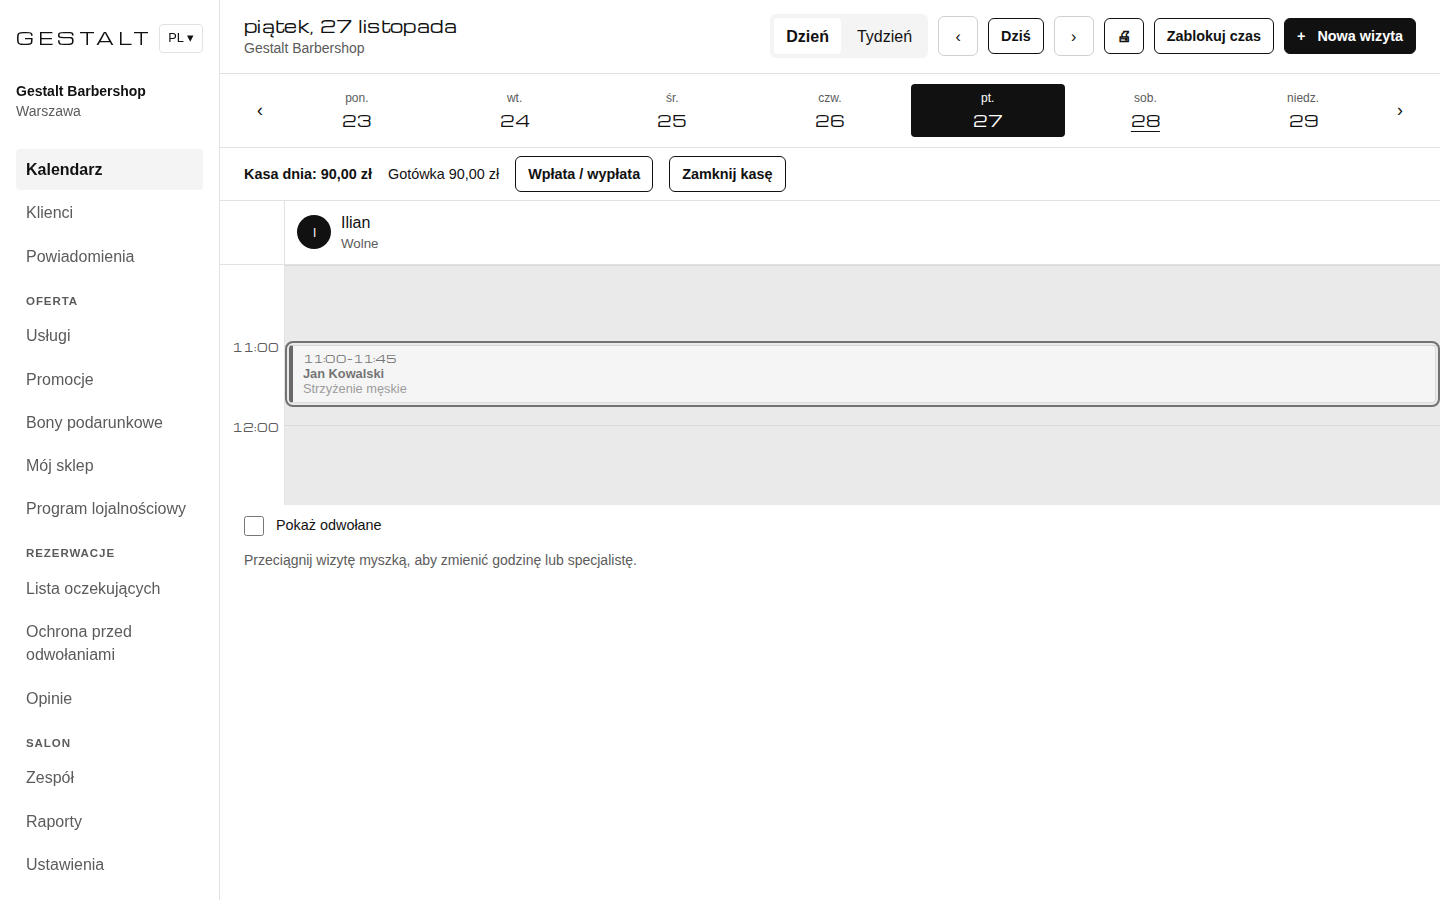 GESTALT
PL ▾
Gestalt Barbershop
Warszawa
Kalendarz
Klienci
Powiadomienia
OFERTA
Usługi
Promocje
Bony podarunkowe
Mój sklep
Program lojalnościowy
REZERWACJE
Lista oczekujących
Ochrona przed
odwołaniami
Opinie
SALON
Zespół
Raporty
Ustawienia
piątek, 27 listopada
Gestalt Barbershop
Dzień Tydzień ‹ Dziś › Zablokuj czas + Nowa wizyta
‹ pon. wt. śr. czw. pt. sob. niedz. ›
23 24 25 26 27 28 29
Kasa dnia: 90,00 zł Gotówka 90,00 zł Wpłata / wypłata Zamknij kasę
I
Ilian
Wolne
11:00
11:00-11:45
Jan Kowalski
Strzyżenie męskie
12:00
Pokaż odwołane
Przeciągnij wizytę myszką, aby zmienić godzinę lub specjalistę.